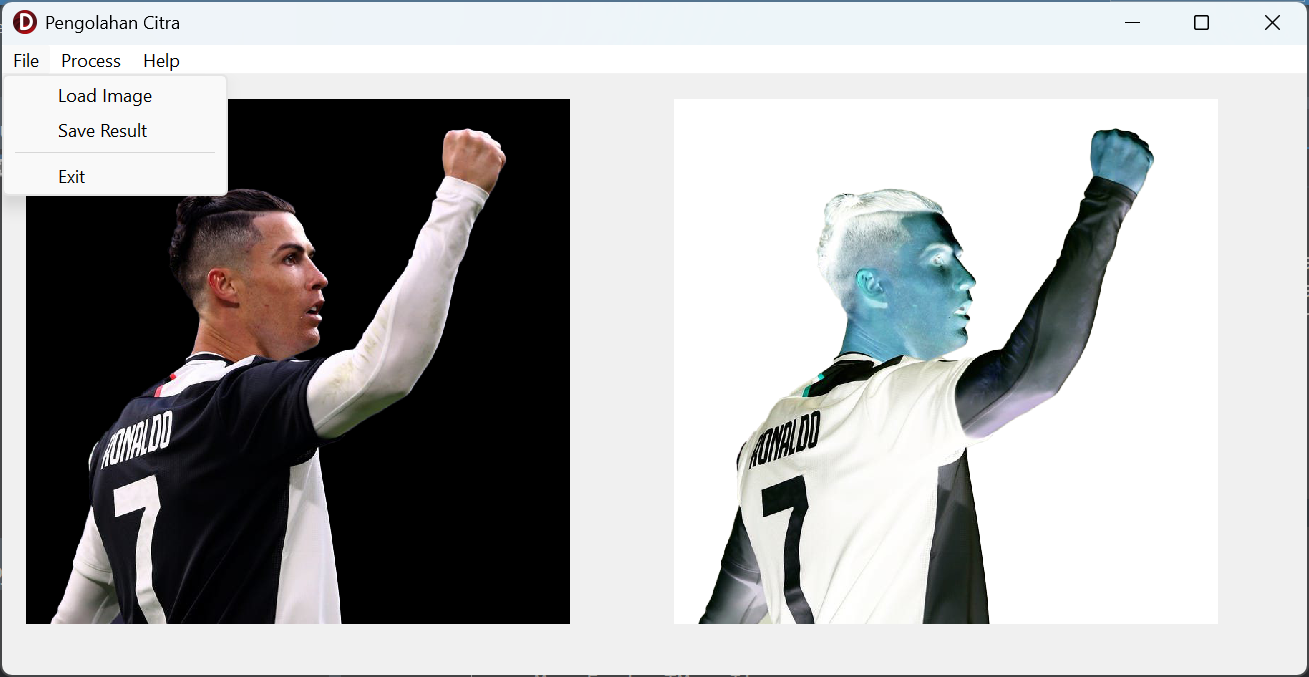 Pengolahan Citra
File Process Help
Load Image
Save Result
Exit
RONALDO
7
RONALDO
7